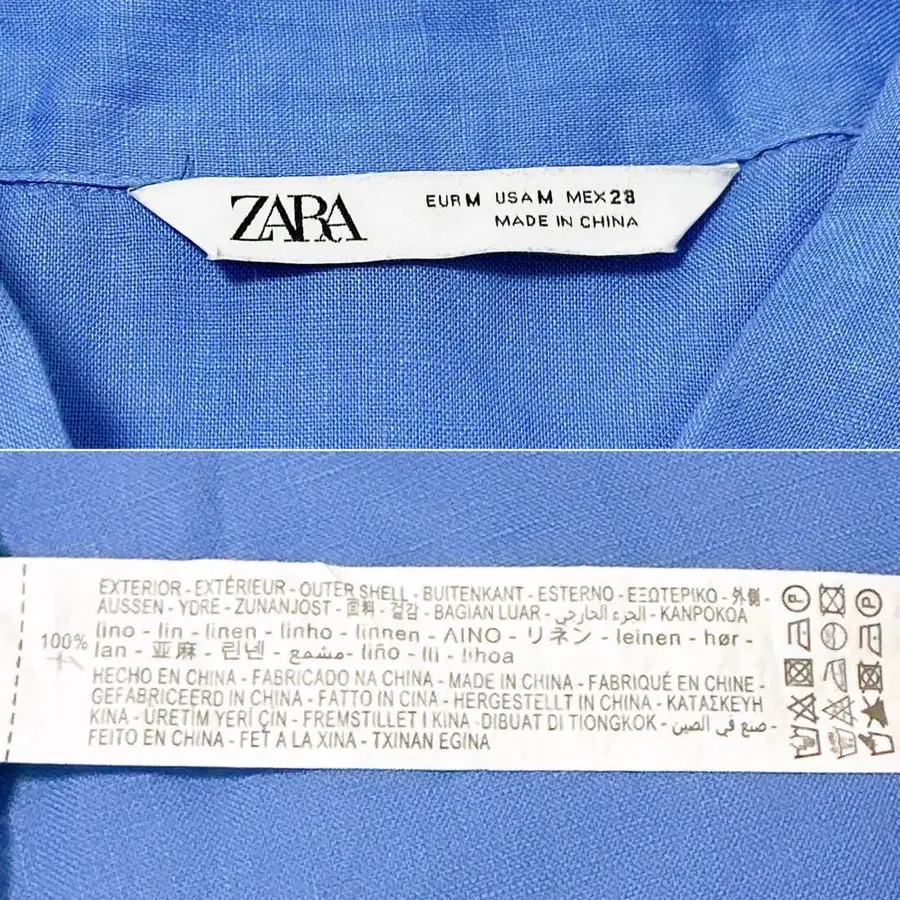 ZARA
EUR M USA M MEX 28
MADE IN CHINA
EXTERIOR - EXTÉRIEUR - OUTER SHELL - BUITENKANT - ESTERNO - ΕΞΩΤΕΡΙΚΟ - 外側 -
AUSSEN - YDRE - ZUNANJOST - 面料 - 겉감 - BAGIAN LUAR - الجزء الخارجي - KANPOKOA
100% lino - lin - linen - linho - linnen - ΛΙΝΟ - リネン - leinen - hør -
lan - 亚麻 - 린넨 - مشمع - liño - lli - lihoa
HECHO EN CHINA - FABRICADO NA CHINA - MADE IN CHINA - FABRIQUÉ EN CHINE -
GEFABRICEERD IN CHINA - FATTO IN CINA - HERGESTELLT IN CHINA - ΚΑΤΑΣΚΕΥΗ
ΚΙΝΑ - ÜRETİM YERİ ÇİN - FREMSTILLET I KINA - DIBUAT DI TIONGKOK - صنع في الصين -
FEITO EN CHINA - FET A LA XINA - TXINAN EGINA